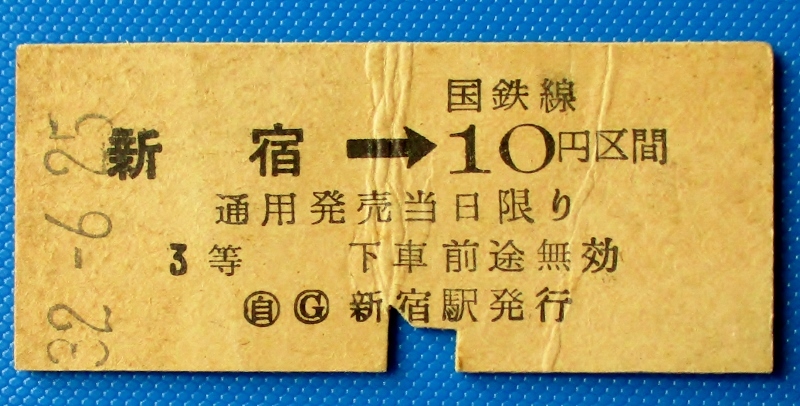 32-6 25
国鉄線
新宿→10円区間
通用発売当日限り
3等 下車前途無効
自 G 新宿駅発行